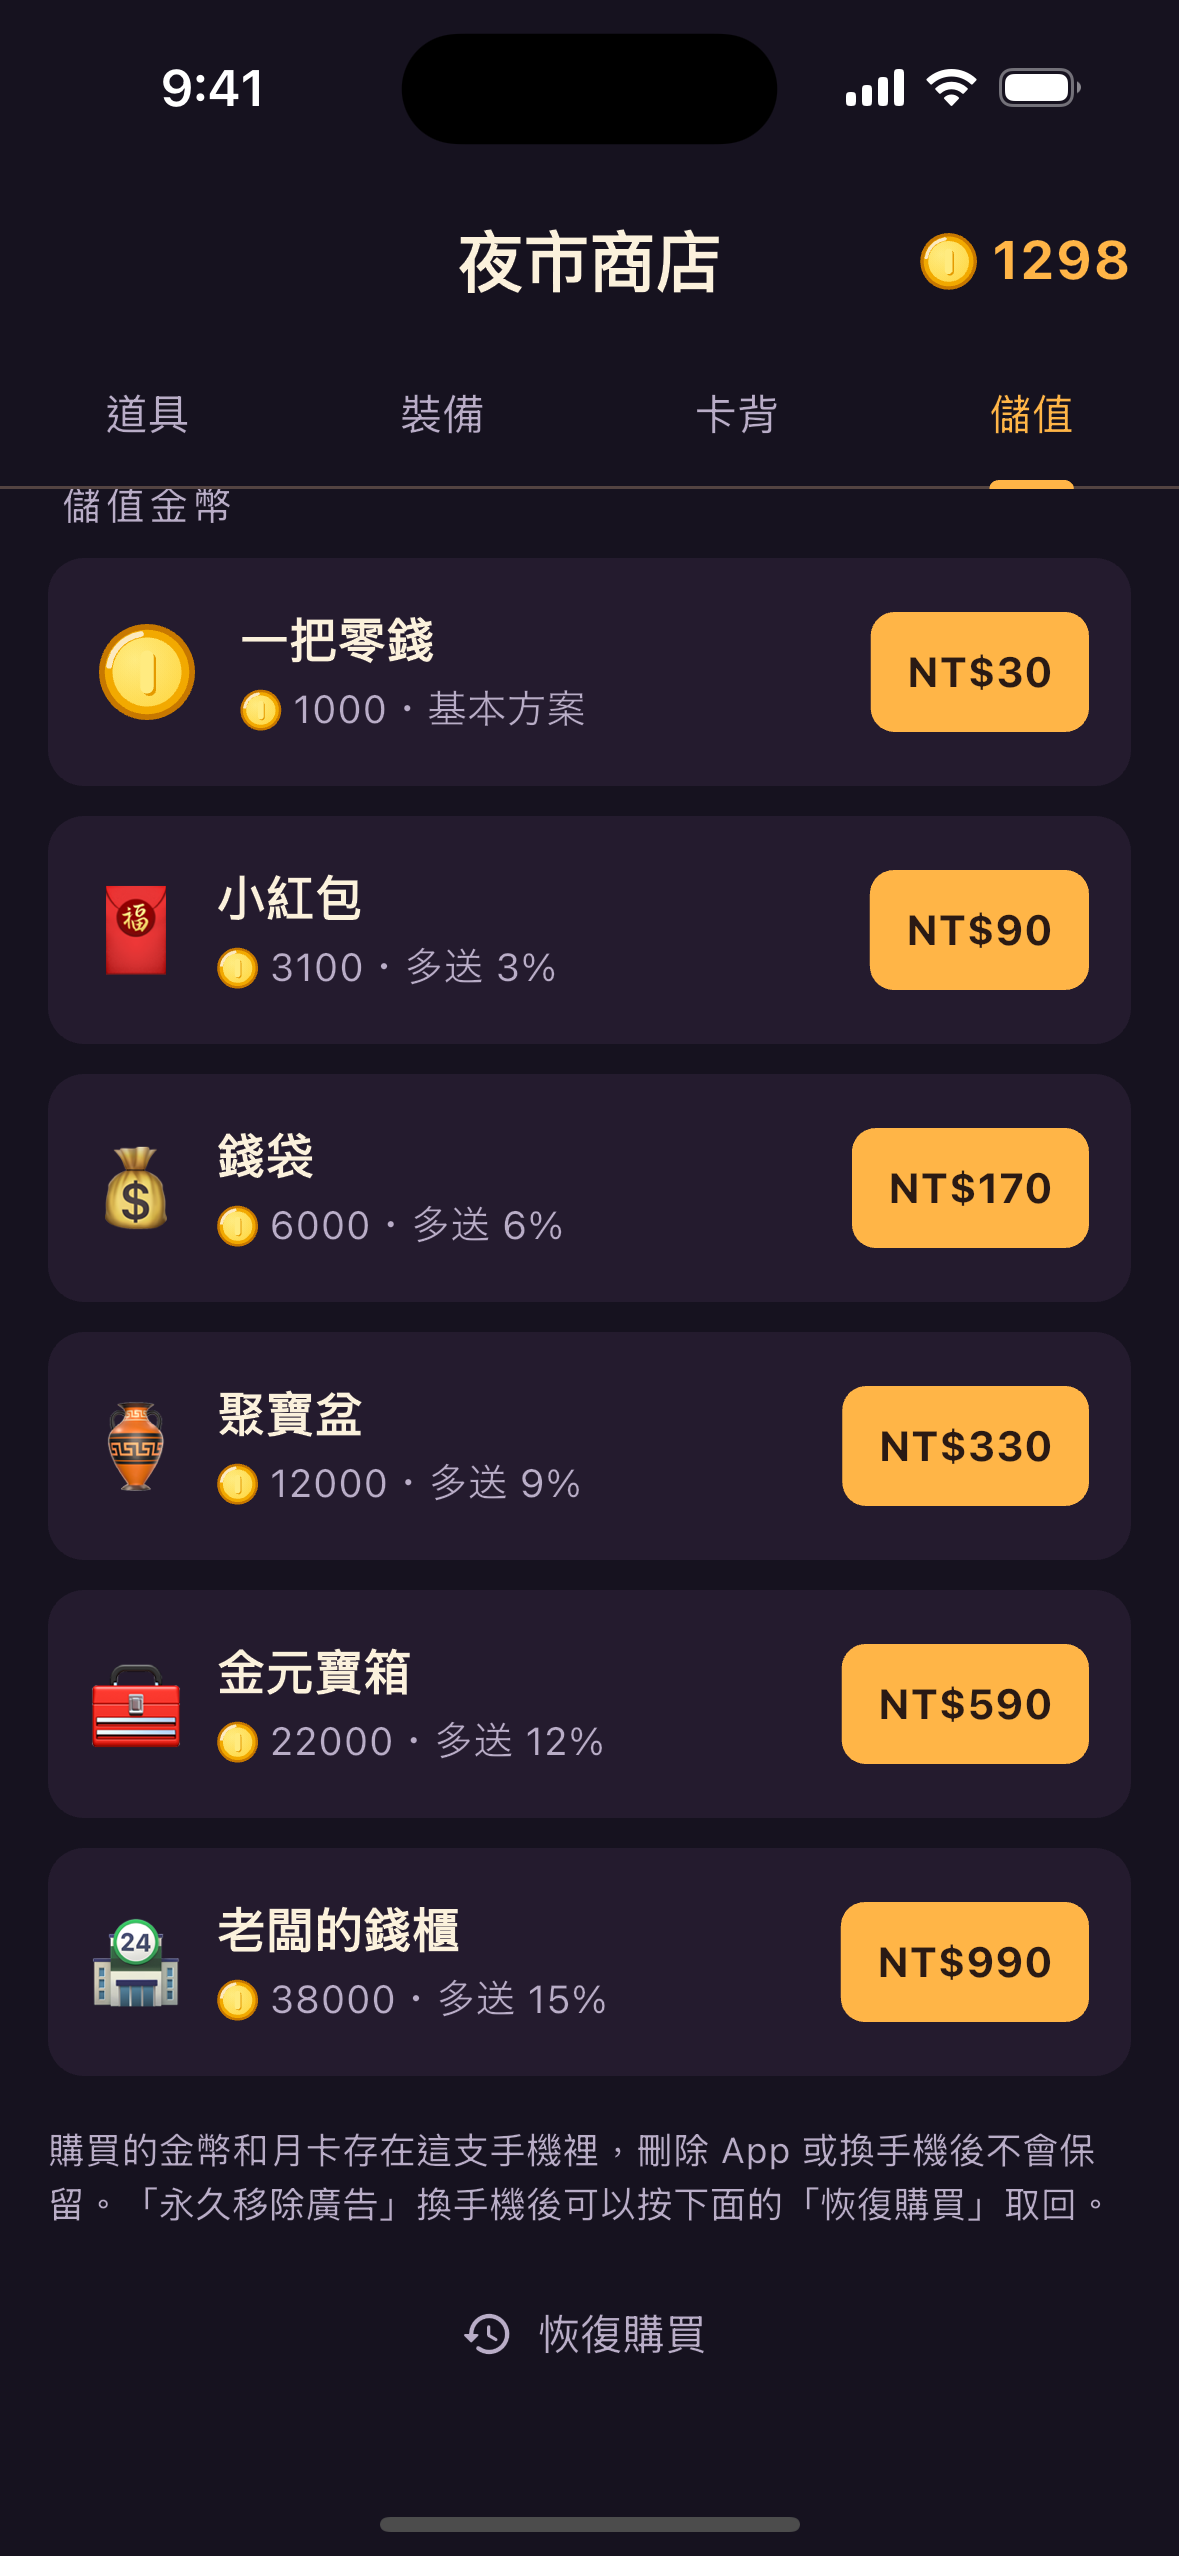 9:41
夜市商店
1298
道具
裝備
卡背
儲值
儲值金幣
一把零錢
1000・基本方案
NT$30
福
小紅包
3100・多送 3%
NT$90
$
錢袋
6000・多送 6%
NT$170
聚寶盆
12000・多送 9%
NT$330
金元寶箱
22000・多送 12%
NT$590
24
老闆的錢櫃
38000・多送 15%
NT$990
購買的金幣和月卡存在這支手機裡，刪除 App 或換手機後不會保
留。「永久移除廣告」換手機後可以按下面的「恢復購買」取回。
恢復購買